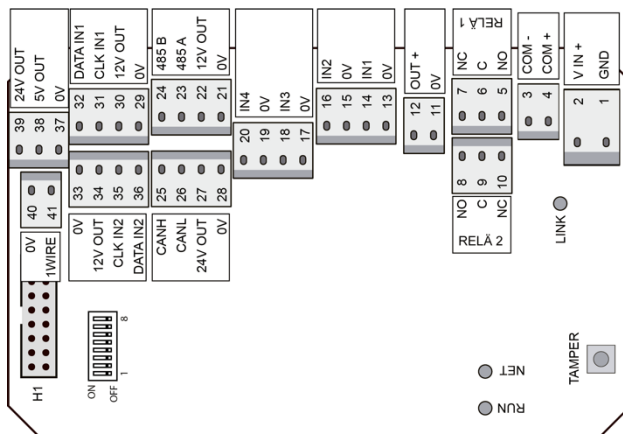 24V OUT
5V OUT
0V
39
38
37
40
41
0V
1WIRE
H1
DATA IN1
CLK IN1
12V OUT
0V
32
31
30
29
33
34
35
36
0V
12V OUT
CLK IN2
DATA IN2
485 B
485 A
12V OUT
0V
24
23
22
21
25
26
27
28
CANH
CANL
24V OUT
0V
IN4
0V
IN3
0V
20
19
18
17
IN2
0V
IN1
0V
16
15
14
13
OUT +
0V
12
11
RELÄ 1
NC
C
NO
7
6
5
8
9
10
NO
C
NC
RELÄ 2
COM -
COM +
3
4
V IN +
GND
2
1
LINK
ON
OFF
1
8
NET
RUN
TAMPER